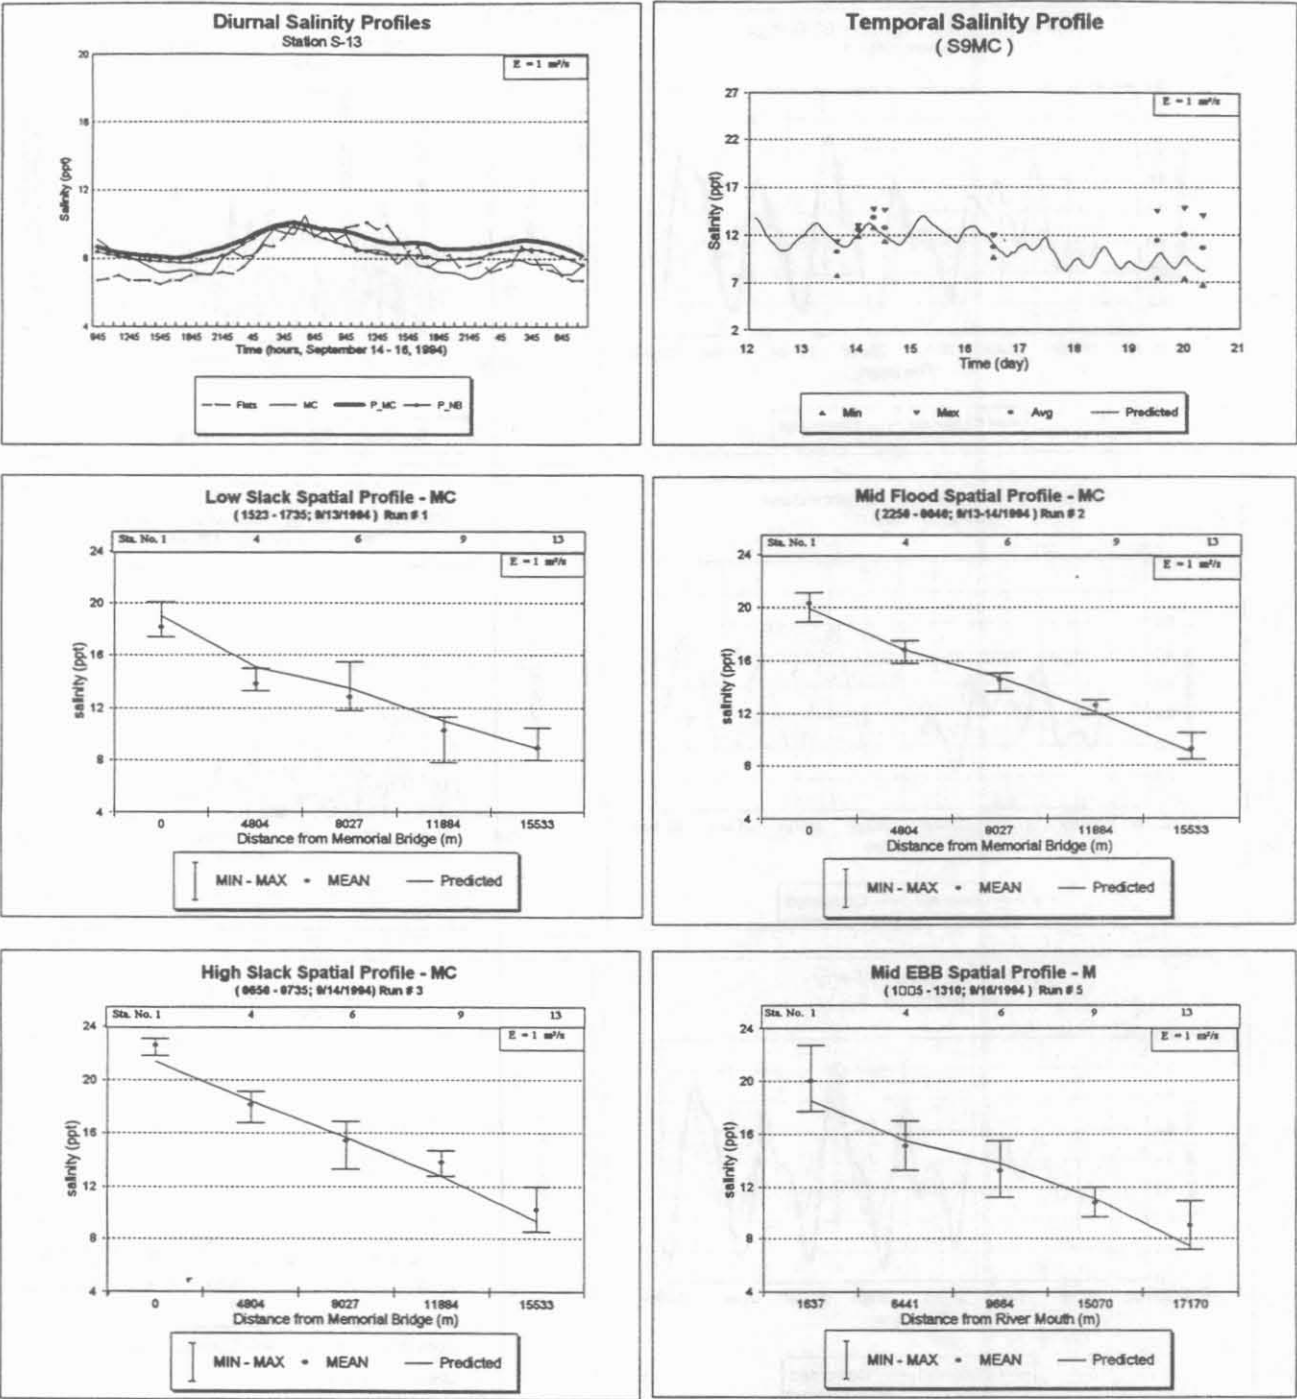 Diurnal Salinity Profiles
Station S-13
E = 1 m²/s
Salinity (ppt)
20
16
12
8
4
945 1245 1545 1845 2145 45 345 645 945 1245 1545 1845 2145 45 345 645
Time (hours, September 14 - 16, 1994)
Flats MC P_MC P_NB
Temporal Salinity Profile
( S9MC )
E = 1 m²/s
Salinity (ppt)
27
22
17
12
7
2
12 13 14 15 16 17 18 19 20 21
Time (day)
Min Max Avg Predicted
Low Slack Spatial Profile - MC
( 1523 - 1735; 9/13/1994 ) Run # 1
Sta. No. 1 4 6 9 13
E = 1 m²/s
salinity (ppt)
24
20
16
12
8
4
0 4804 8027 11884 15533
Distance from Memorial Bridge (m)
MIN - MAX MEAN Predicted
Mid Flood Spatial Profile - MC
9/13-14/1994 ) Run # 2
Sta. No. 1 4 6 9 13
E = 1 m²/s
salinity (ppt)
24
20
16
12
8
4
0 4804 8027 11884 15533
Distance from Memorial Bridge (m)
MIN - MAX MEAN Predicted
High Slack Spatial Profile - MC
9/14/1994) Run # 3
Sta. No. 1 4 6 9 13
E = 1 m²/s
salinity (ppt)
24
20
16
12
8
4
0 4804 8027 11884 15533
Distance from Memorial Bridge (m)
MIN - MAX MEAN Predicted
Mid EBB Spatial Profile - M
( 1□□5 - 1310; 9/16/1994 ) Run # 5
Sta. No. 1 4 6 9 13
E = 1 m²/s
salinity (ppt)
24
20
16
12
8
4
1637 6441 9664 15070 17170
Distance from River Mouth (m)
MIN - MAX MEAN Predicted